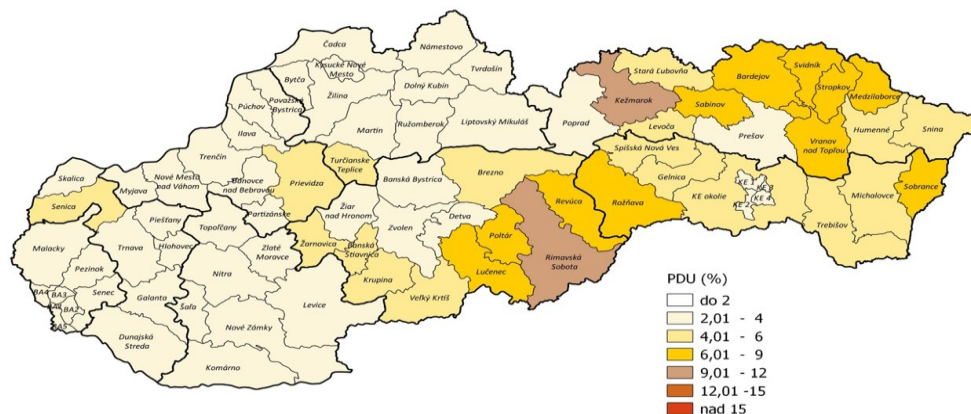 Čadca
Námestovo
Kysucké Nové
Mesto
Tvrdošín
Bytča
Dolný Kubín
Žilina
Púchov
Považská
Bystrica
Ilava
Martin
Ružomberok
Liptovský Mikuláš
Poprad
Kežmarok
Stará Ľubovňa
Levoča
Sabinov
Bardejov
Svidník
Stropkov
Medzilaborce
Prešov
Vranov
nad Topľou
Humenné
Snina
Trenčín
Skalica
Senica
Myjava
Nové Mesto
nad Váhom
Bánovce
nad Bebravou
Prievidza
Turčianske
Teplice
Partizánske
Banská Bystrica
Brezno
Spišská Nová Ves
Gelnica
Rožňava
KE okolie
KE 1
KE 3
KE 2
KE 4
Michalovce
Sobrance
Trebišov
Revúca
Rimavská
Sobota
Poltár
Lučenec
Detva
Zvolen
Žiar
nad Hronom
Žarnovica
Banská
Štiavnica
Krupina
Veľký Krtíš
Malacky
Piešťany
Trnava
Hlohovec
Topoľčany
Zlaté
Moravce
Nitra
Pezinok
Senec
Galanta
Šaľa
Levice
BA4
BA3
BA2
BA5
Nové Zámky
Dunajská
Streda
Komárno
PDU (%)
do 2
2,01 - 4
4,01 - 6
6,01 - 9
9,01 - 12
12,01 -15
nad 15